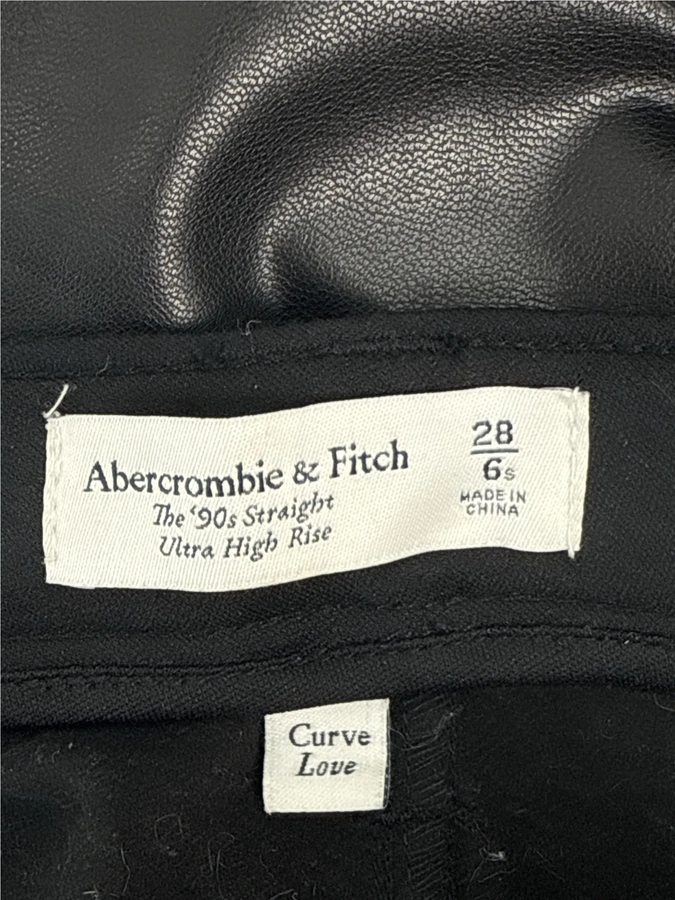 Abercrombie & Fitch
The '90s Straight
Ultra High Rise
28
6s
MADE IN
CHINA
Curve
Love